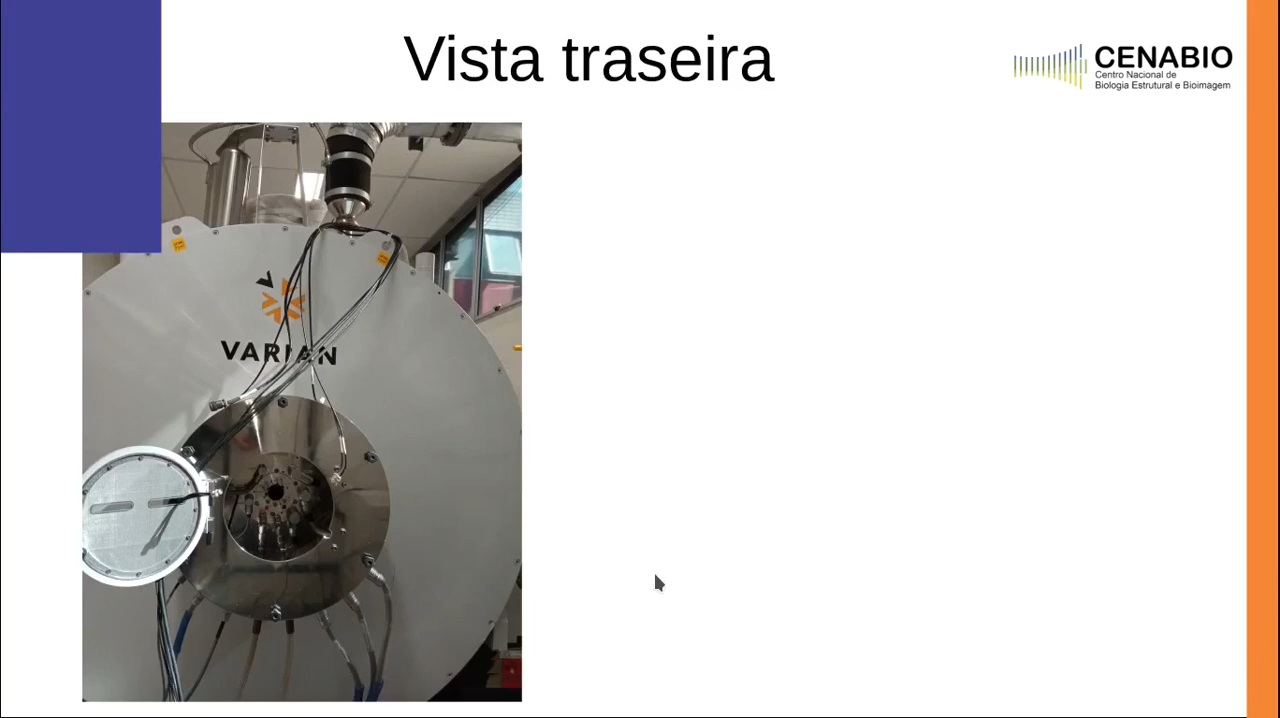 Vista traseira
CENABIO
Centro Nacional de
Biologia Estrutural e Bioimagem
VARIAN